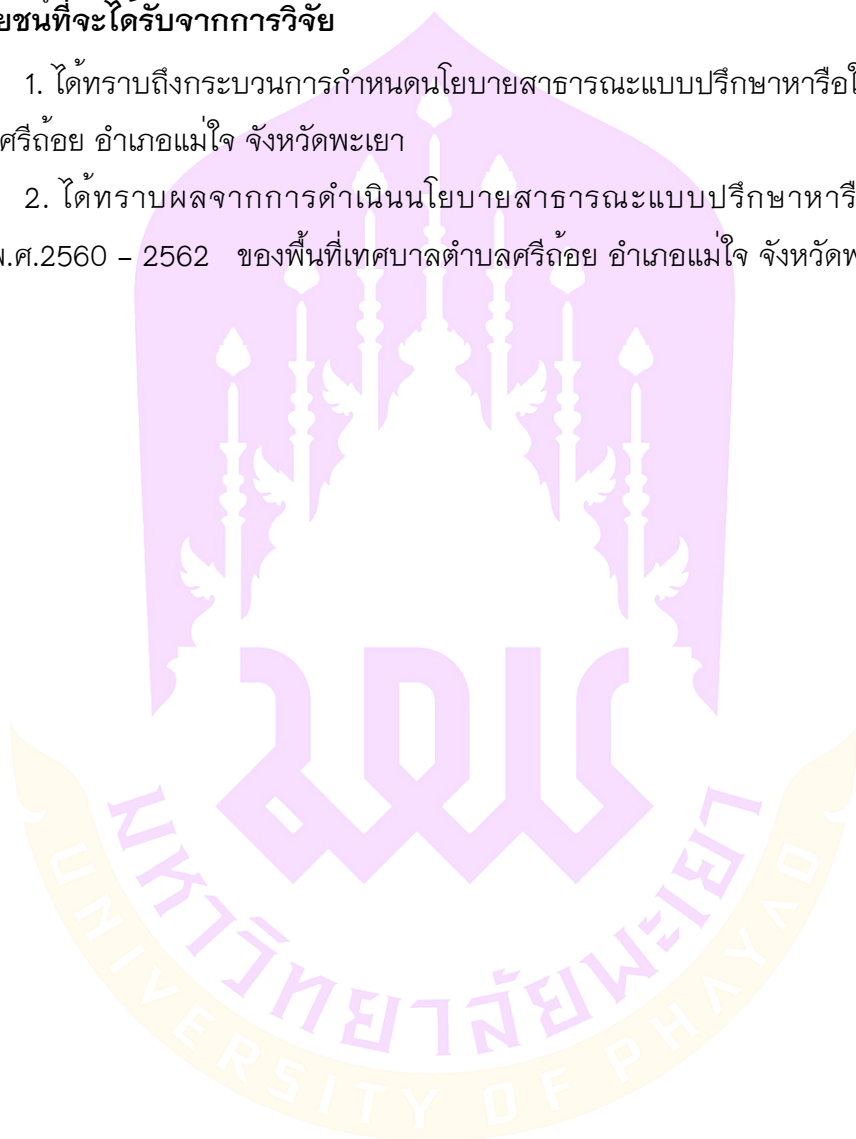 ยชน์ที่จะได้รับจากการวิจัย
1. ได้ทราบถึงกระบวนการกำหนดนโยบายสาธารณะแบบปรึกษาหารือใ
ศรีถ้อย อำเภอแม่ใจ จังหวัดพะเยา
2. ได้ทราบผลจากการดำเนินนโยบายสาธารณะแบบปรึกษาหารื
พ.ศ.2560 – 2562 ของพื้นที่เทศบาลตำบลศรีถ้อย อำเภอแม่ใจ จังหวัดพ
มหาวิทยาลัยพะเยา
UNIVERSITY OF PHAYAO